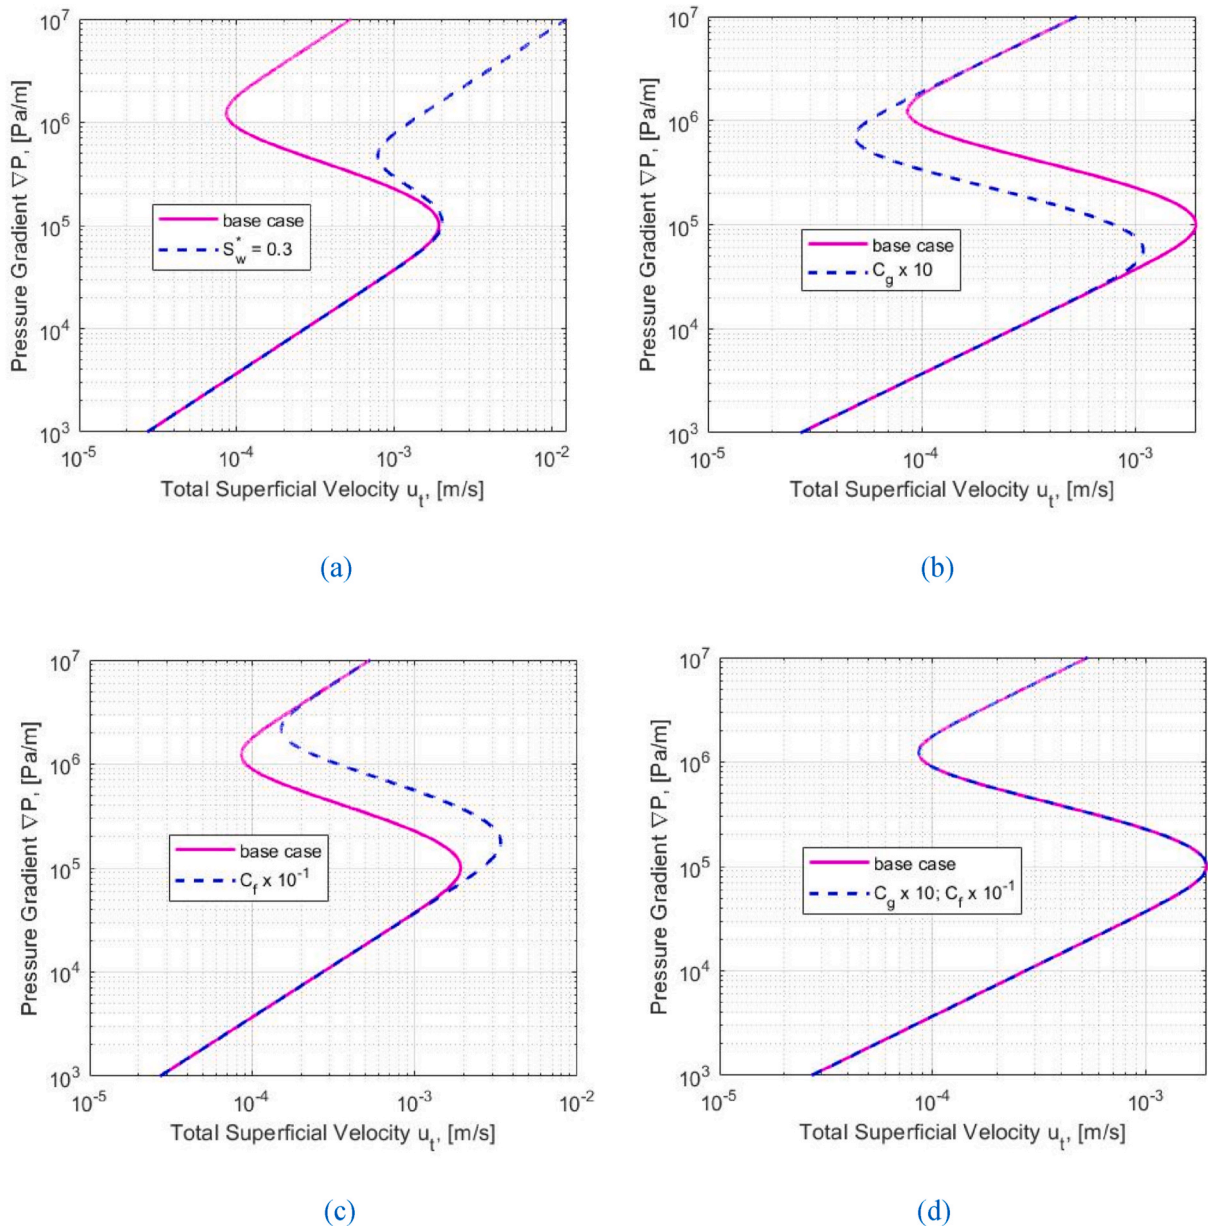 10^7
10^6
10^5
10^4
10^3
Pressure Gradient ∇P, [Pa/m]
base case
S_w^* = 0.3
10^-5
10^-4
10^-3
10^-2
Total Superficial Velocity u_t, [m/s]
(a)
10^7
10^6
10^5
10^4
10^3
Pressure Gradient ∇P, [Pa/m]
base case
C_g x 10
10^-5
10^-4
10^-3
Total Superficial Velocity u_t, [m/s]
(b)
10^7
10^6
10^5
10^4
10^3
Pressure Gradient ∇P, [Pa/m]
base case
C_f x 10^-1
10^-5
10^-4
10^-3
10^-2
Total Superficial Velocity u_t, [m/s]
(c)
10^7
10^6
10^5
10^4
10^3
Pressure Gradient ∇P, [Pa/m]
base case
C_g x 10; C_f x 10^-1
10^-5
10^-4
10^-3
Total Superficial Velocity u_t, [m/s]
(d)